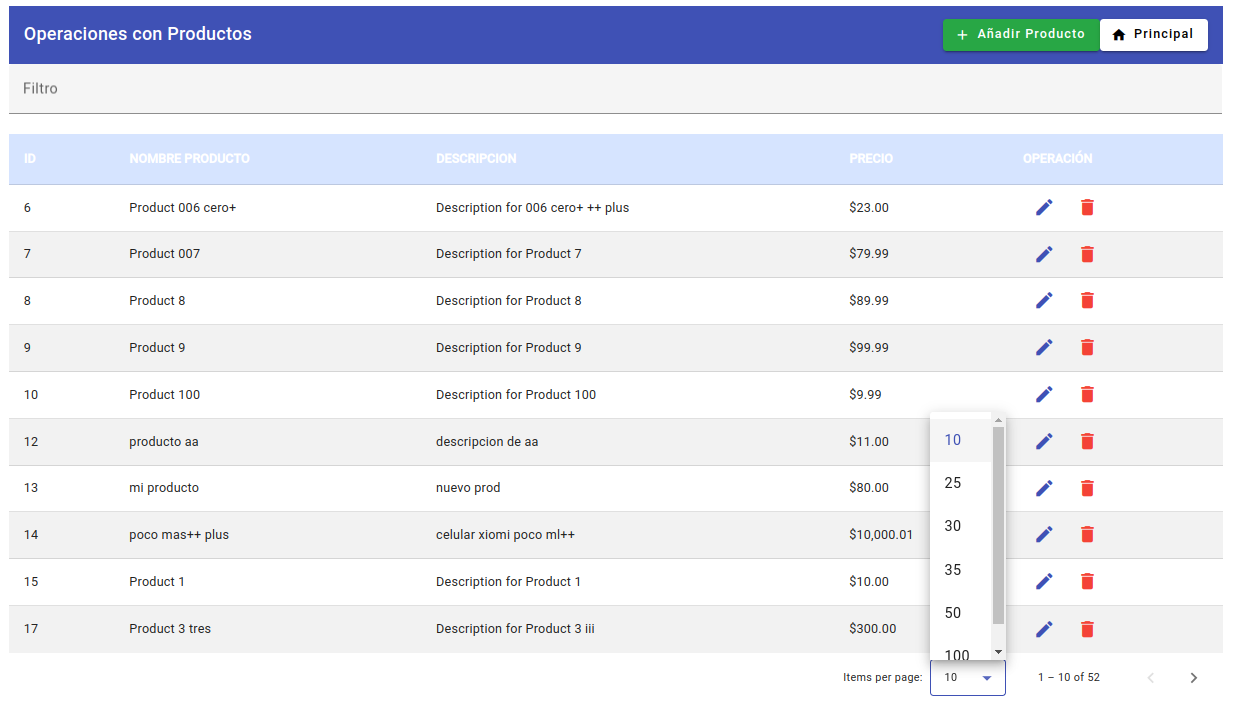 Operaciones con Productos
Añadir Producto
Principal
Filtro
ID NOMBRE PRODUCTO DESCRIPCION PRECIO OPERACIÓN
6 Product 006 cero+ Description for 006 cero+ ++ plus $23.00
7 Product 007 Description for Product 7 $79.99
8 Product 8 Description for Product 8 $89.99
9 Product 9 Description for Product 9 $99.99
10 Product 100 Description for Product 100 $9.99
12 producto aa descripcion de aa $11.00
13 mi producto nuevo prod $80.00
14 poco mas++ plus celular xiomi poco ml++ $10,000.01
15 Product 1 Description for Product 1 $10.00
17 Product 3 tres Description for Product 3 iii $300.00
10
25
30
35
50
100
Items per page: 10 1 – 10 of 52